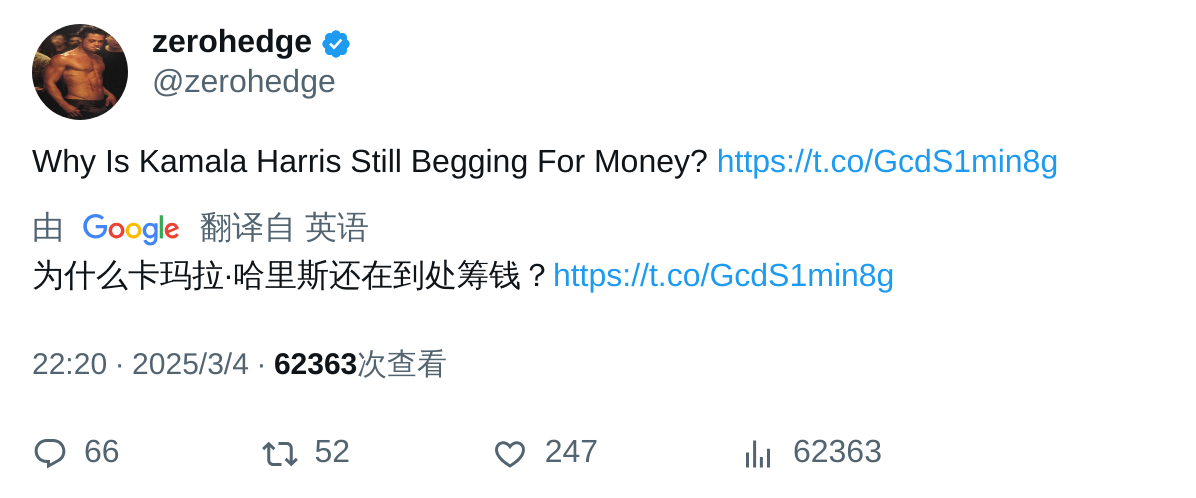 zerohedge
@zerohedge
Why Is Kamala Harris Still Begging For Money? https://t.co/GcdS1min8g
由 Google 翻译自 英语
为什么卡玛拉·哈里斯还在到处筹钱？https://t.co/GcdS1min8g
22:20 · 2025/3/4 · 62363次查看
66 52 247 62363